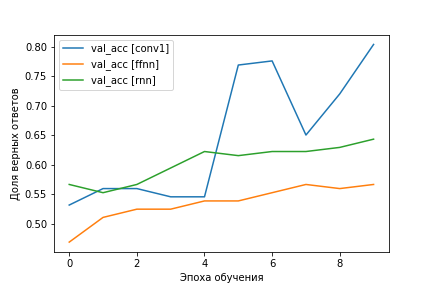 val_acc [conv1]
val_acc [ffnn]
val_acc [rnn]
Доля верных ответов
0.80
0.75
0.70
0.65
0.60
0.55
0.50
0 2 4 6 8
Эпоха обучения